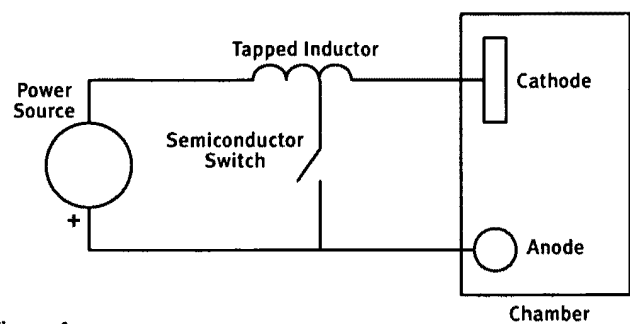 Tapped Inductor
Power
Source
Cathode
Semiconductor
Switch
+
Anode
Chamber